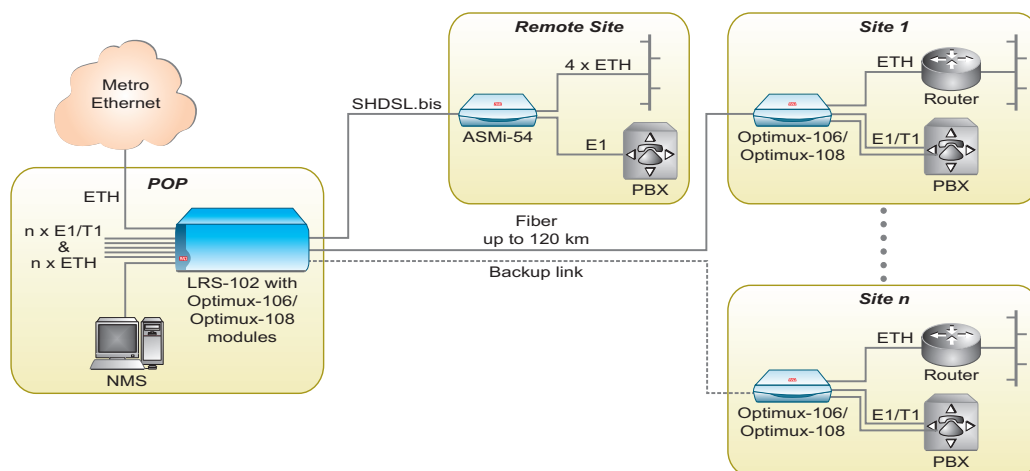 Metro
Ethernet
ETH
POP
n x E1/T1
&
n x ETH
LRS-102 with
Optimux-106/
Optimux-108
modules
NMS
Remote Site
4 x ETH
SHDSL.bis
ASMi-54
E1
PBX
Fiber
up to 120 km
Backup link
Site 1
ETH
Router
Optimux-106/
Optimux-108
E1/T1
PBX
Site n
ETH
Router
Optimux-106/
Optimux-108
E1/T1
PBX